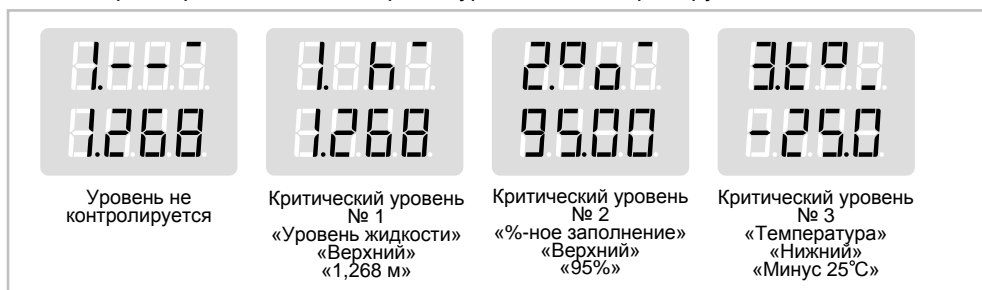 1.--¯
1.268
Уровень не
контролируется
1. h¯
1.268
Критический уровень
№ 1
«Уровень жидкости»
«Верхний»
«1,268 м»
2.ºo¯
95.00
Критический уровень
№ 2
«%-ное заполнение»
«Верхний»
«95%»
3.tº_
-25.0
Критический уровень
№ 3
«Температура»
«Нижний»
«Минус 25°С»